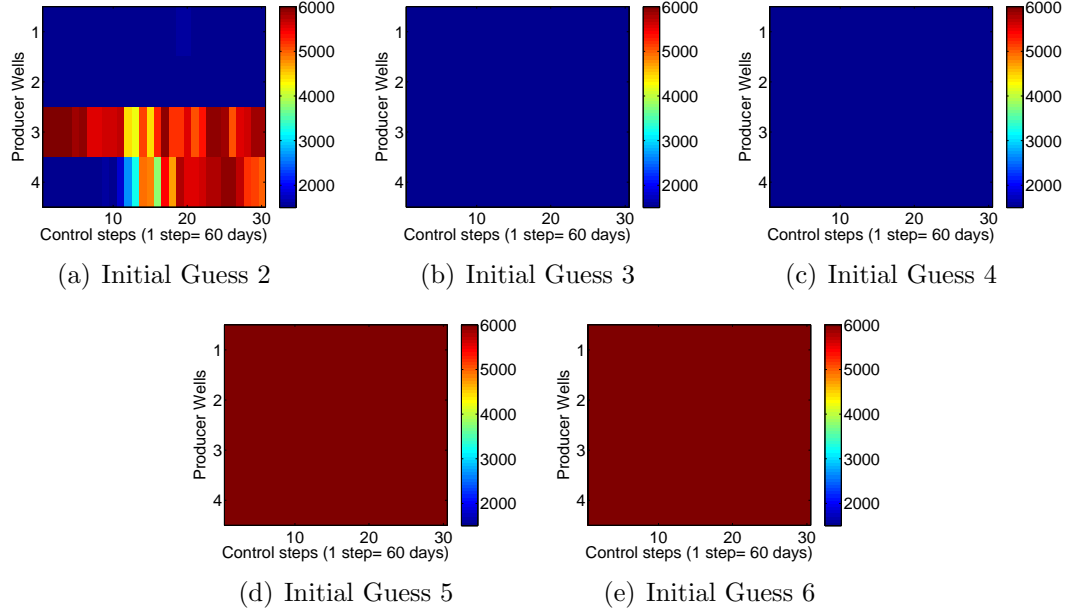 1
2
3
4
Producer Wells
10 20 30
Control steps (1 step= 60 days)
6000
5000
4000
3000
2000
(a) Initial Guess 2
1
2
3
4
Producer Wells
10 20 30
Control steps (1 step= 60 days)
6000
5000
4000
3000
2000
(b) Initial Guess 3
1
2
3
4
Producer Wells
10 20 30
Control steps (1 step= 60 days)
6000
5000
4000
3000
2000
(c) Initial Guess 4
1
2
3
4
Producer Wells
10 20 30
Control steps (1 step= 60 days)
6000
5000
4000
3000
2000
(d) Initial Guess 5
1
2
3
4
Producer Wells
10 20 30
Control steps (1 step= 60 days)
6000
5000
4000
3000
2000
(e) Initial Guess 6